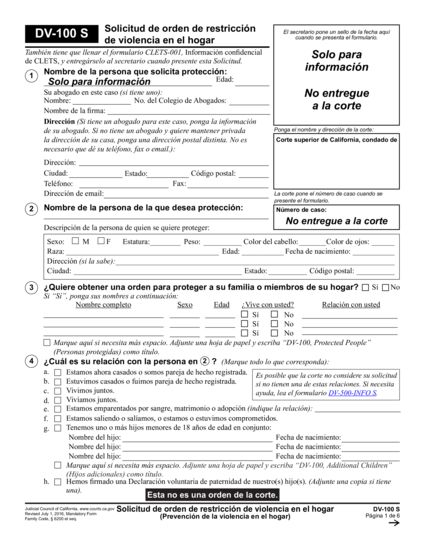 DV-100 S
Solicitud de orden de restricción
de violencia en el hogar
El secretario pone un sello de la fecha aquí
cuando se presenta el formulario.
También tiene que llenar el formulario CLETS-001, Información confidencial
de CLETS, y entregárselo al secretario cuando presente esta Solicitud.
Solo para
información
No entregue
a la corte
1 Nombre de la persona que solicita protección:
Solo para información Edad:
Su abogado en este caso (si tiene uno):
Nombre: No. del Colegio de Abogados:
Nombre de la firma:
Dirección (Si tiene un abogado para este caso, ponga la información
de su abogado. Si no tiene un abogado y quiere mantener privada
la dirección de su casa, ponga una dirección postal distinta. No es
necesario que dé su teléfono, fax o email.):
Dirección:
Ciudad: Estado: Código postal:
Teléfono: Fax:
Dirección de email:
Ponga el nombre y dirección de la corte:
Corte superior de California, condado de
La corte pone el número de caso cuando se
presente el formulario.
Número de caso:
No entregue a la corte
2 Nombre de la persona de la que desea protección:
Descripción de la persona de quien se quiere proteger:
Sexo: M F Estatura: Peso: Color del cabello: Color de ojos:
Raza: Edad: Fecha de nacimiento:
Dirección (si la sabe):
Ciudad: Estado: Código postal:
3 ¿Quiere obtener una orden para proteger a su familia o miembros de su hogar? Sí No
Si "Sí", ponga sus nombres a continuación:
Nombre completo Sexo Edad ¿Vive con usted? Relación con usted
Sí No
Sí No
Sí No
Marque aquí si necesita más espacio. Adjunte una hoja de papel y escriba "DV-100, Protected People"
(Personas protegidas) como título.
4 ¿Cuál es su relación con la persona en 2 ? (Marque todo lo que corresponda):
a. Estamos ahora casados o somos pareja de hecho registrada.
b. Estuvimos casados o fuimos pareja de hecho registrada.
c. Vivimos juntos.
d. Vivíamos juntos.
Es posible que la corte no considere su solicitud
si no tienen una de estas relaciones. Si necesita
ayuda, lea el formulario DV-500-INFO S.
e. Estamos emparentados por sangre, matrimonio o adopción (indique la relación):
f. Estamos saliendo o salíamos, o estamos o estuvimos comprometidos.
g. Tenemos uno o más hijos menores de 18 años de edad en conjunto:
Nombre del hijo: Fecha de nacimiento:
Nombre del hijo: Fecha de nacimiento:
Nombre del hijo: Fecha de nacimiento:
Marque aquí si necesita más espacio. Adjunte una hoja de papel y escriba "DV-100, Additional Children"
(Hijos adicionales) como título.
h. Hemos firmado una Declaración voluntaria de paternidad de nuestro(s) hijo(s). (Adjunte una copia si tiene
una).
Esta no es una orden de la corte.
Judicial Council of California, www.courts.ca.gov
Revised July 1, 2016, Mandatory Form
Family Code, § 6200 et seq.
Solicitud de orden de restricción de violencia en el hogar
(Prevención de la violencia en el hogar)
DV-100 S
Página 1 de 6